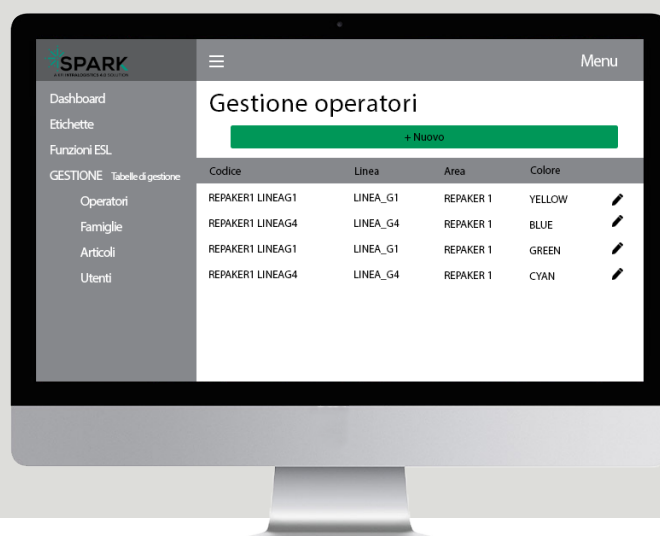 SPARK
Menu
Dashboard
Etichette
Funzioni ESL
GESTIONE Tabelle di gestione
Operatori
Famiglie
Articoli
Utenti
Gestione operatori
+ Nuovo
Codice Linea Area Colore
REPAKER1 LINEAG1 LINEA_G1 REPAKER 1 YELLOW
REPAKER1 LINEAG4 LINEA_G4 REPAKER 1 BLUE
REPAKER1 LINEAG1 LINEA_G1 REPAKER 1 GREEN
REPAKER1 LINEAG4 LINEA_G4 REPAKER 1 CYAN